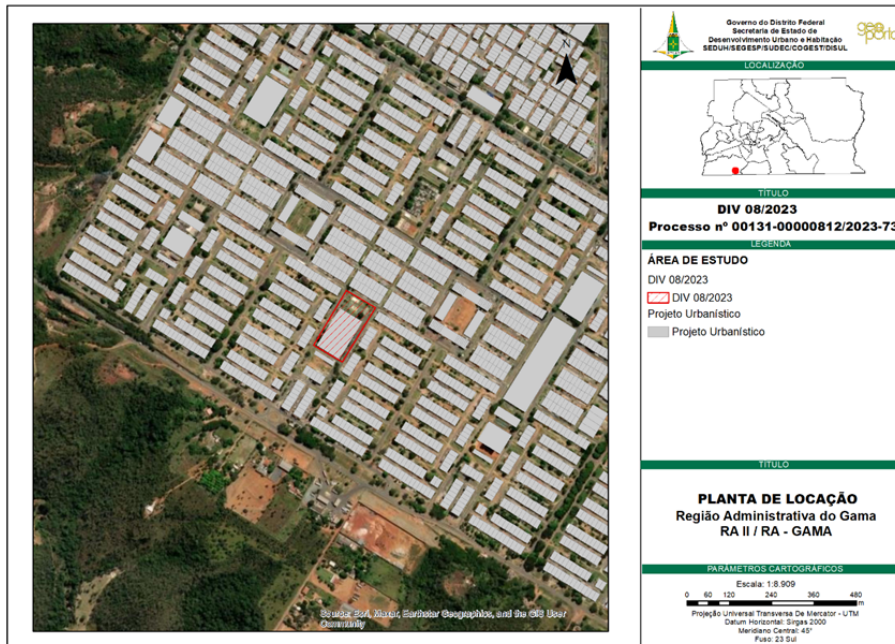 N
Source: Esri, Maxar, Earthstar Geographics, and the GIS User
Community
Governo do Distrito Federal
Secretaria de Estado de
Desenvolvimento Urbano e Habitação
SEDUH/SEGESP/SUDEC/COGEST/DISUL
geo
porta
LOCALIZAÇÃO
TÍTULO
DIV 08/2023
Processo nº 00131-00000812/2023-73
LEGENDA
ÁREA DE ESTUDO
DIV 08/2023
DIV 08/2023
Projeto Urbanístico
Projeto Urbanístico
TÍTULO
PLANTA DE LOCAÇÃO
Região Administrativa do Gama
RA II / RA - GAMA
PARÂMETROS CARTOGRÁFICOS
Escala: 1:8.909
0 60 120 240 360 480
m
Projeção Universal Transversa De Mercator - UTM
Datum Horizontal: Sirgas 2000
Meridiano Central: 45°
Fuso: 23 Sul